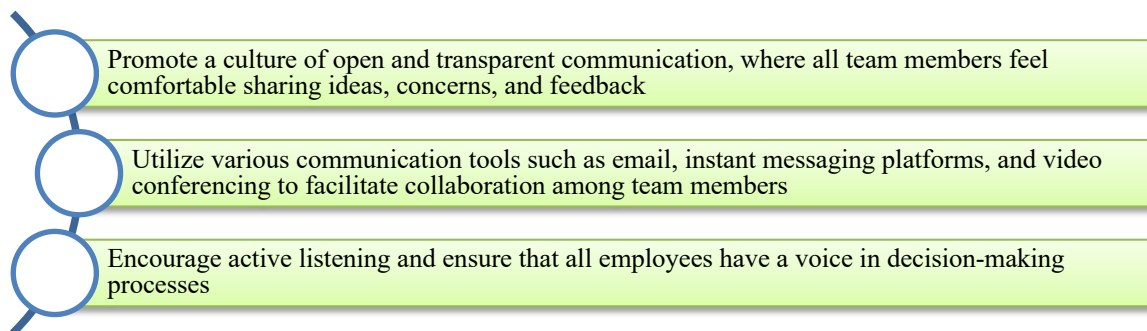 Promote a culture of open and transparent communication, where all team members feel
comfortable sharing ideas, concerns, and feedback
Utilize various communication tools such as email, instant messaging platforms, and video
conferencing to facilitate collaboration among team members
Encourage active listening and ensure that all employees have a voice in decision-making
processes